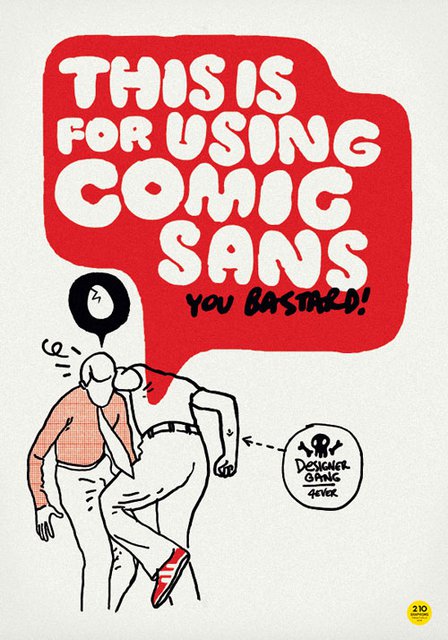 THIS IS
FOR USING
COMIC
SANS
YOU BASTARD!
DESIGNER
GANG
4EVER
210